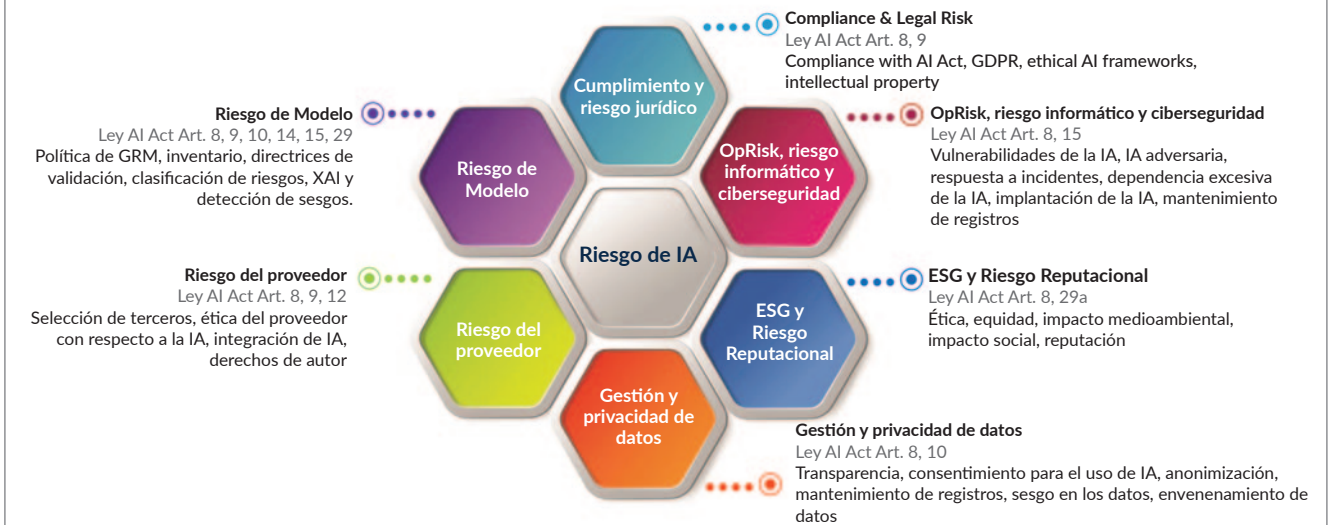 Compliance & Legal Risk
Ley AI Act Art. 8, 9
Compliance with AI Act, GDPR, ethical AI frameworks,
intellectual property
Cumplimiento y
riesgo jurídico
Riesgo de Modelo
Ley AI Act Art. 8, 9, 10, 14, 15, 29
Política de GRM, inventario, directrices de
validación, clasificación de riesgos, XAI y
detección de sesgos.
Riesgo de
Modelo
OpRisk, riesgo
informático y
ciberseguridad
OpRisk, riesgo informático y ciberseguridad
Ley AI Act Art. 8, 15
Vulnerabilidades de la IA, IA adversaria,
respuesta a incidentes, dependencia excesiva
de la IA, implantación de la IA, mantenimiento
de registros
Riesgo de IA
Riesgo del proveedor
Ley AI Act Art. 8, 9, 12
Selección de terceros, ética del proveedor
con respecto a la IA, integración de IA,
derechos de autor
Riesgo del
proveedor
ESG y
Riesgo
Reputacional
ESG y Riesgo Reputacional
Ley AI Act Art. 8, 29a
Ética, equidad, impacto medioambiental,
impacto social, reputación
Gestión y
privacidad de
datos
Gestión y privacidad de datos
Ley AI Act Art. 8, 10
Transparencia, consentimiento para el uso de IA, anonimización,
mantenimiento de registros, sesgo en los datos, envenenamiento de
datos